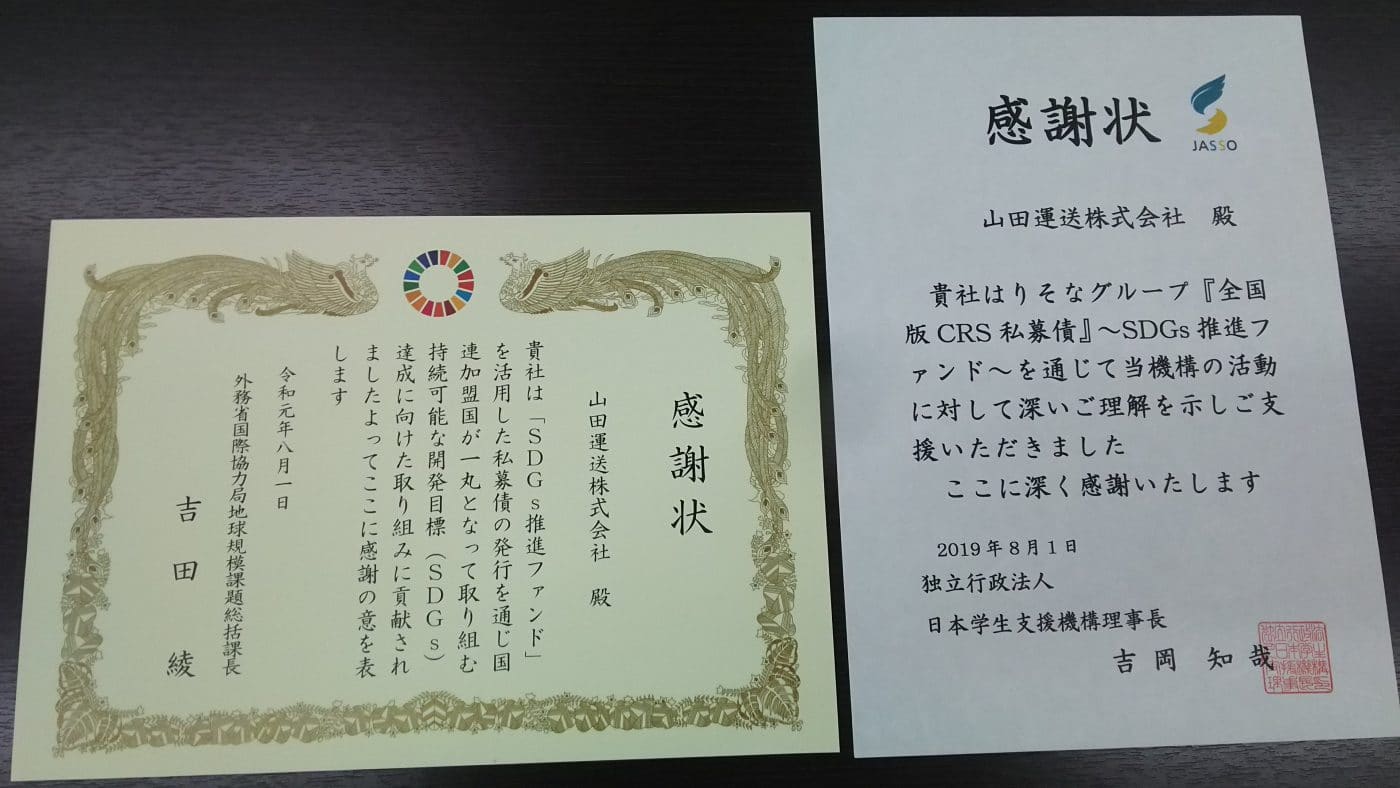 感謝状
山田運送株式会社　殿
貴社は「SDGs推進ファンド」
を活用した私募債の発行を通じ国
連加盟国が一丸となって取り組む
持続可能な開発目標（SDGs）
達成に向けた取り組みに貢献され
ましたよってここに感謝の意を表
します
令和元年八月一日
外務省国際協力局地球規模課題総括課長
吉田　綾
感謝状
JASSO
山田運送株式会社　殿
貴社はりそなグループ『全国
版CRS私募債』～SDGs推進フ
ァンド～を通じて当機構の活動
に対して深いご理解を示しご支
援いただきました
ここに深く感謝いたします
2019年8月1日
独立行政法人
日本学生支援機構理事長
吉岡　知哉